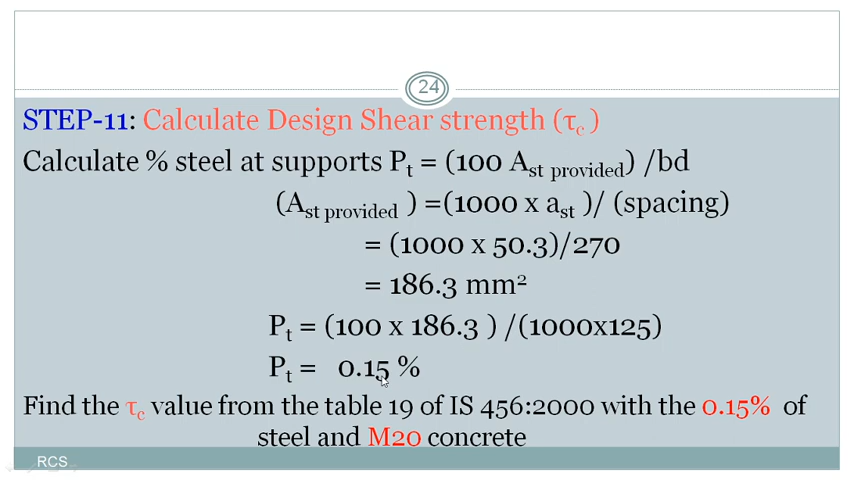 24
STEP-11: Calculate Design Shear strength (τc )
Calculate % steel at supports Pt = (100 Ast provided) /bd
(Ast provided ) =(1000 x ast )/ (spacing)
= (1000 x 50.3)/270
= 186.3 mm²
Pt = (100 x 186.3 ) /(1000x125)
Pt = 0.15 %
Find the τc value from the table 19 of IS 456:2000 with the 0.15% of
steel and M20 concrete
RCS